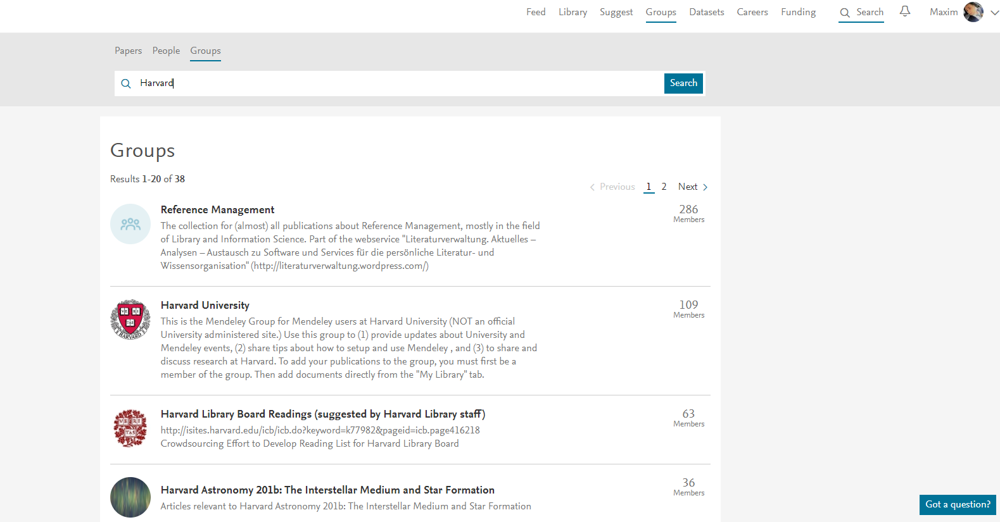 Feed Library Suggest Groups Datasets Careers Funding Search Maxim
Papers People Groups
Harvard Search
Groups
Results 1-20 of 38
Previous 1 2 Next
Reference Management
286
Members
The collection for (almost) all publications about Reference Management, mostly in the field
of Library and Information Science. Part of the webservice "Literaturverwaltung. Aktuelles –
Analysen – Austausch zu Software und Services für die persönliche Literatur- und
Wissensorganisation" (http://literaturverwaltung.wordpress.com/)
VE RI
TAS
HARVARD
Harvard University
109
Members
This is the Mendeley Group for Mendeley users at Harvard University (NOT an official
University administered site.) Use this group to (1) provide updates about University and
Mendeley events, (2) share tips about how to setup and use Mendeley , and (3) to share and
discuss research at Harvard. To add your publications to the group, you must first be a
member of the group. Then add documents directly from the "My Library" tab.
VE RI
TAS
Harvard Library Board Readings (suggested by Harvard Library staff)
63
Members
http://isites.harvard.edu/icb/icb.do?keyword=k77982&pageid=icb.page416218
Crowdsourcing Effort to Develop Reading List for Harvard Library Board
Harvard Astronomy 201b: The Interstellar Medium and Star Formation
36
Members
Articles relevant to Harvard Astronomy 201b: The Interstellar Medium and Star Formation
Got a question?